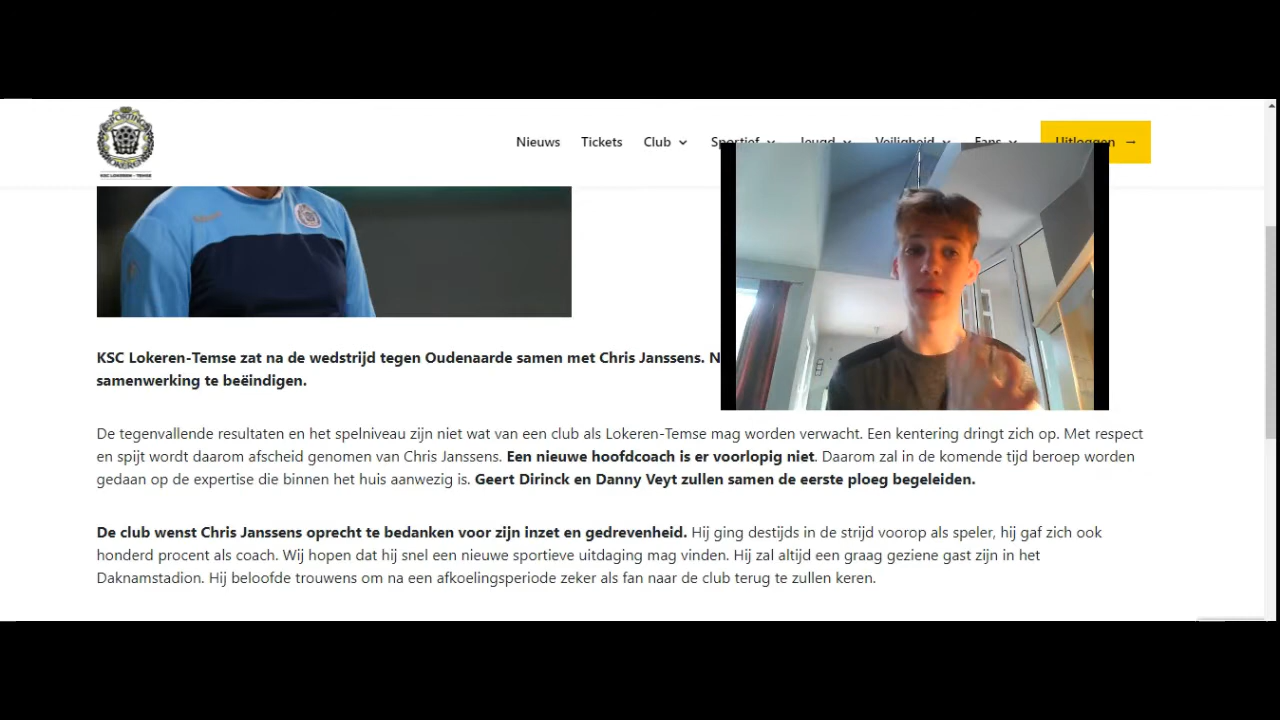 SPORTING
LOKEREN
KSC LOKEREN - TEMSE
Nieuws
Tickets
Club
Sportief
Jeugd
Veiligheid
Fans
Uitloggen →
KSC Lokeren-Temse zat na de wedstrijd tegen Oudenaarde samen met Chris Janssens. N
samenwerking te beëindigen.
De tegenvallende resultaten en het spelniveau zijn niet wat van een club als Lokeren-Temse mag worden verwacht. Een kentering dringt zich op. Met respect
en spijt wordt daarom afscheid genomen van Chris Janssens. Een nieuwe hoofdcoach is er voorlopig niet. Daarom zal in de komende tijd beroep worden
gedaan op de expertise die binnen het huis aanwezig is. Geert Dirinck en Danny Veyt zullen samen de eerste ploeg begeleiden.
De club wenst Chris Janssens oprecht te bedanken voor zijn inzet en gedrevenheid. Hij ging destijds in de strijd voorop als speler, hij gaf zich ook
honderd procent als coach. Wij hopen dat hij snel een nieuwe sportieve uitdaging mag vinden. Hij zal altijd een graag geziene gast zijn in het
Daknamstadion. Hij beloofde trouwens om na een afkoelingsperiode zeker als fan naar de club terug te zullen keren.